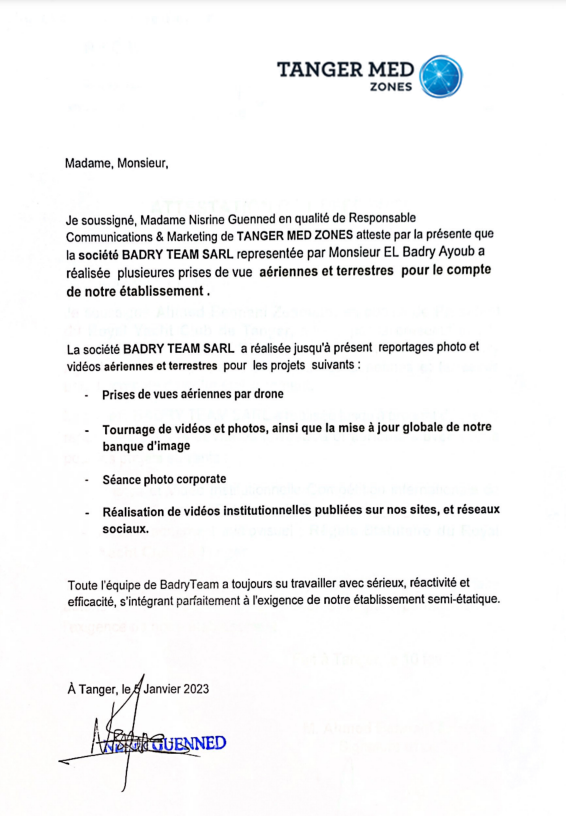 TANGER MED
ZONES
Madame, Monsieur,
Je soussigné, Madame Nisrine Guenned en qualité de Responsable
Communications & Marketing de TANGER MED ZONES atteste par la présente que
la société BADRY TEAM SARL representée par Monsieur EL Badry Ayoub a
réalisée plusieures prises de vue aériennes et terrestres pour le compte
de notre établissement .
La société BADRY TEAM SARL a réalisée jusqu'à présent reportages photo et
vidéos aériennes et terrestres pour les projets suivants :
- Prises de vues aériennes par drone
- Tournage de vidéos et photos, ainsi que la mise à jour globale de notre
banque d'image
- Séance photo corporate
- Réalisation de vidéos institutionnelles publiées sur nos sites, et réseaux
sociaux.
Toute l'équipe de BadryTeam a toujours su travailler avec sérieux, réactivité et
efficacité, s'intégrant parfaitement à l'exigence de notre établissement semi-étatique.
À Tanger, le Janvier 2023
GUENNED